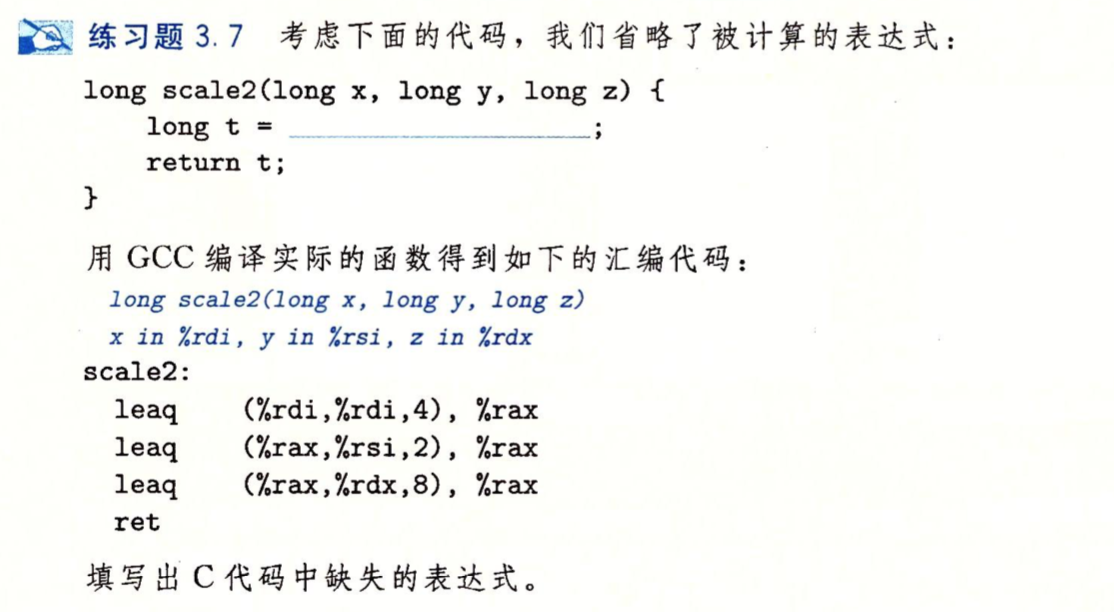 练习题 3.7 考虑下面的代码，我们省略了被计算的表达式：
long scale2(long x, long y, long z) {
    long t = ____________________;
    return t;
}
用 GCC 编译实际的函数得到如下的汇编代码：
long scale2(long x, long y, long z)
x in %rdi, y in %rsi, z in %rdx
scale2:
  leaq    (%rdi,%rdi,4), %rax
  leaq    (%rax,%rsi,2), %rax
  leaq    (%rax,%rdx,8), %rax
  ret
填写出 C 代码中缺失的表达式。